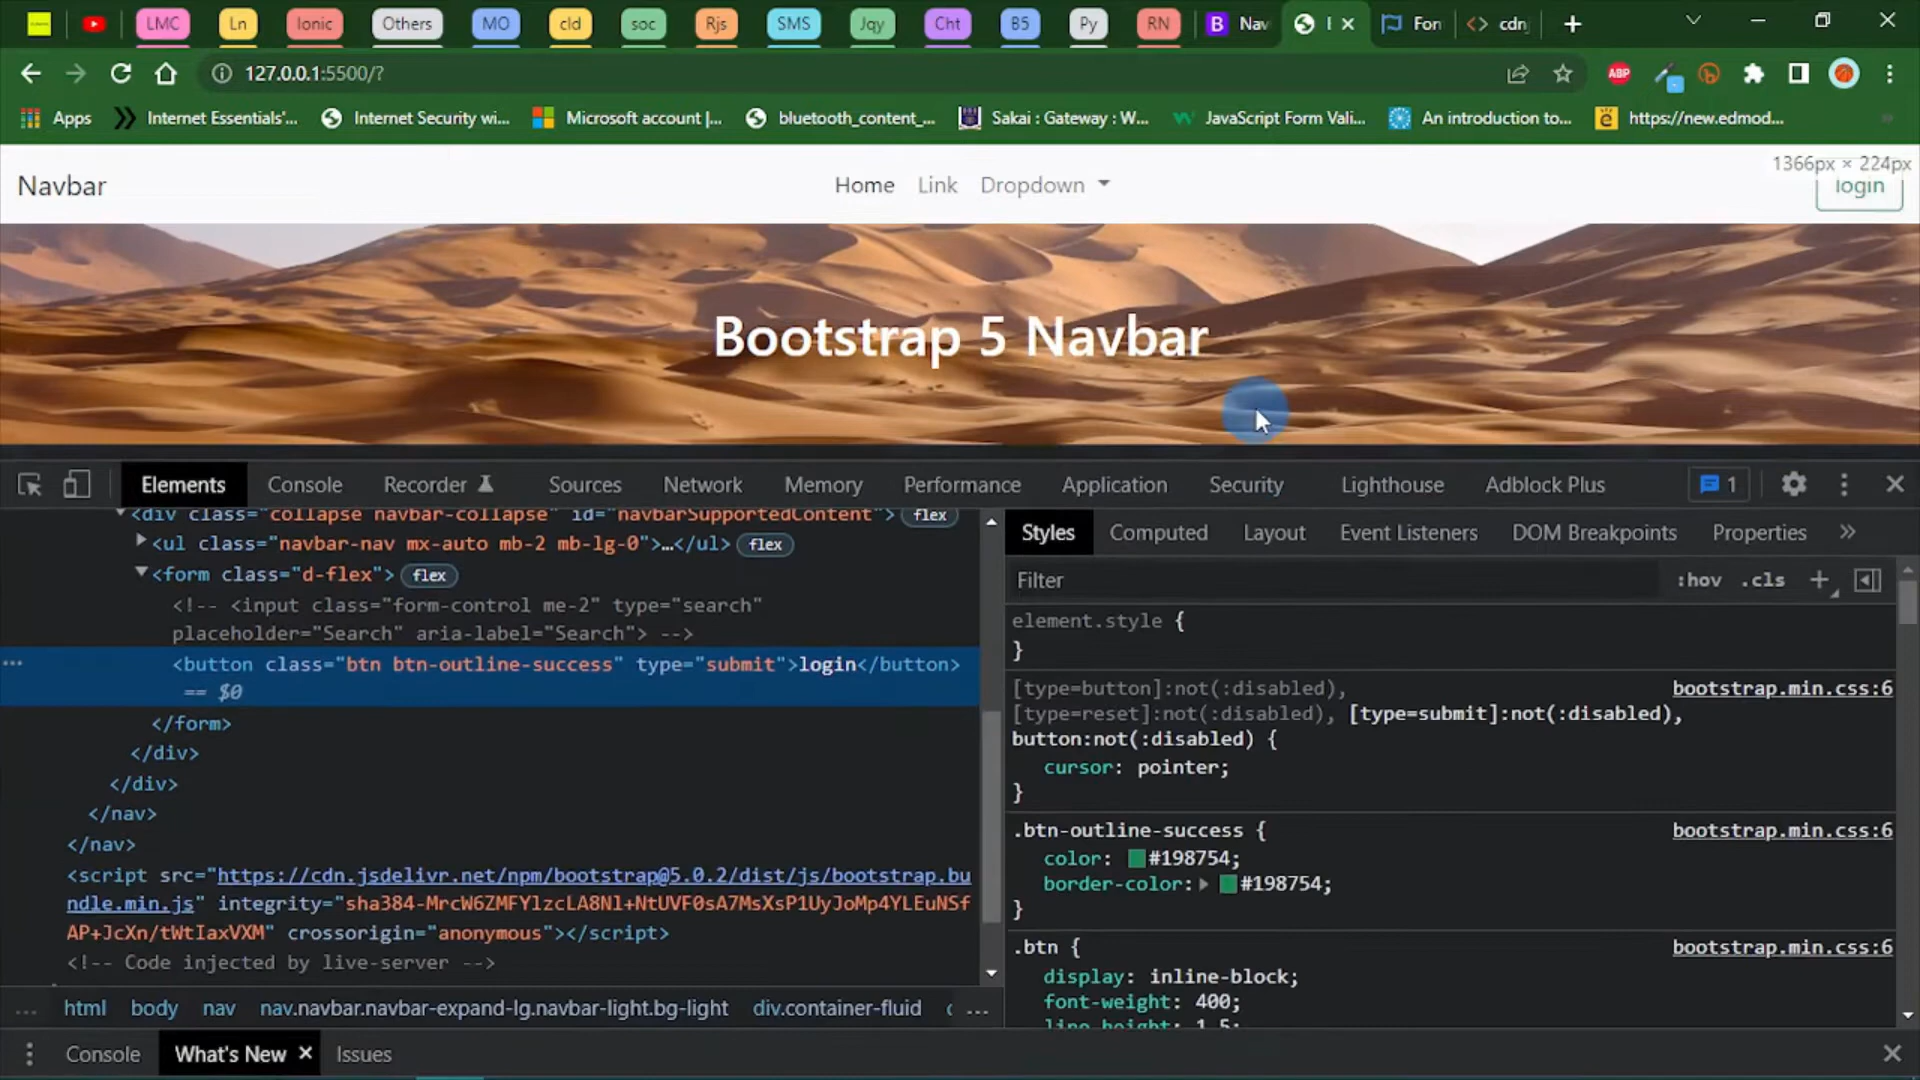 LMC Ln Ionic Others MO cld soc Rjs SMS Jqy Cht B5 Py RN B Nav Fon cdn
127.0.0.1:5500/?
ABP
Apps Internet Essentials'... Internet Security wi... Microsoft account |... bluetooth_content_... Sakai : Gateway : W... JavaScript Form Vali... An introduction to... https://new.edmod...
1366px × 224px
Navbar Home Link Dropdown login
Bootstrap 5 Navbar
Elements Console Recorder Sources Network Memory Performance Application Security Lighthouse Adblock Plus 1
<div class="collapse navbar-collapse" id="navbarSupportedContent"> flex
<ul class="navbar-nav mx-auto mb-2 mb-lg-0">…</ul> flex
<form class="d-flex"> flex
<!-- <input class="form-control me-2" type="search"
placeholder="Search" aria-label="Search"> -->
<button class="btn btn-outline-success" type="submit">login</button>
== $0
</form>
</div>
</div>
</nav>
</nav>
<script src="https://cdn.jsdelivr.net/npm/bootstrap@5.0.2/dist/js/bootstrap.bu
ndle.min.js" integrity="sha384-MrcW6ZMFYlzcLA8Nl+NtUVF0sA7MsXsP1UyJoMp4YLEuNSf
AP+JcXn/tWtIaxVXM" crossorigin="anonymous"></script>
<!-- Code injected by live-server -->
... html body nav nav.navbar.navbar-expand-lg.navbar-light.bg-light div.container-fluid ...
Styles Computed Layout Event Listeners DOM Breakpoints Properties
Filter :hov .cls
element.style {
}
[type=button]:not(:disabled), bootstrap.min.css:6
[type=reset]:not(:disabled), [type=submit]:not(:disabled),
button:not(:disabled) {
cursor: pointer;
}
.btn-outline-success { bootstrap.min.css:6
color: #198754;
border-color: #198754;
}
.btn { bootstrap.min.css:6
display: inline-block;
font-weight: 400;
line-height: 1.5;
Console What's New Issues